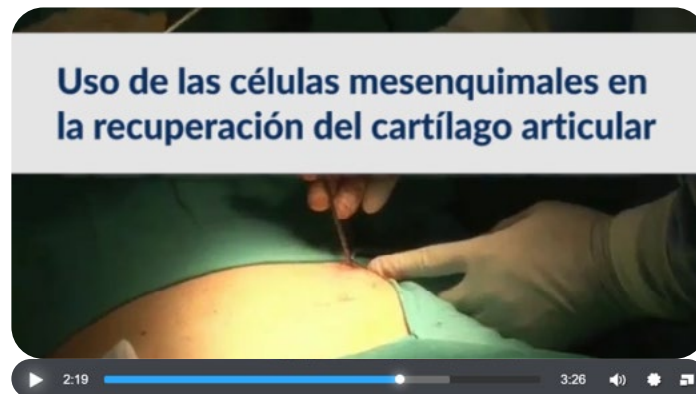 Uso de las células mesenquimales en
la recuperación del cartílago articular
2:19 3:26